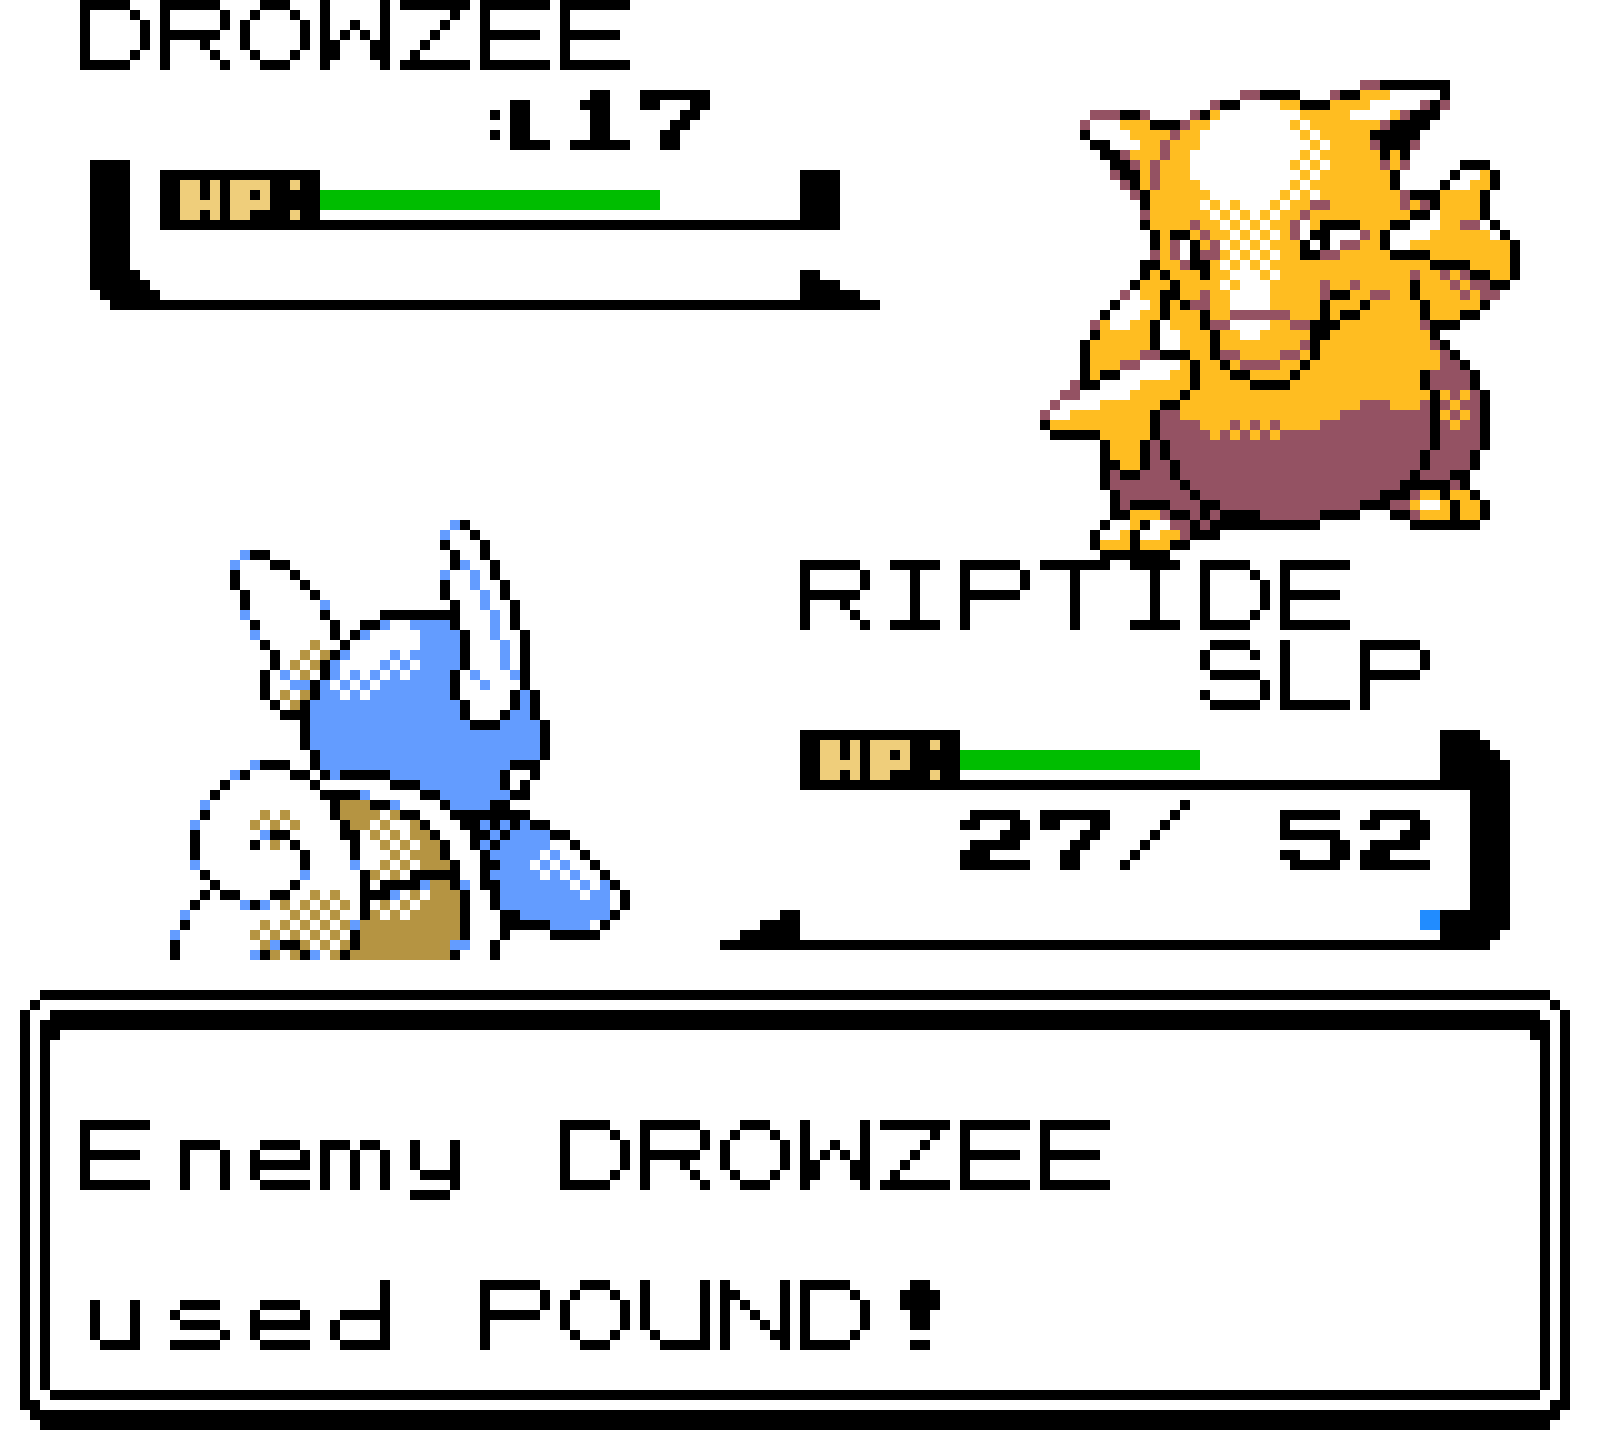 DROWZEE
:L17
HP:
RIPTIDE
SLP
HP:
27/ 52
Enemy DROWZEE
used POUND!